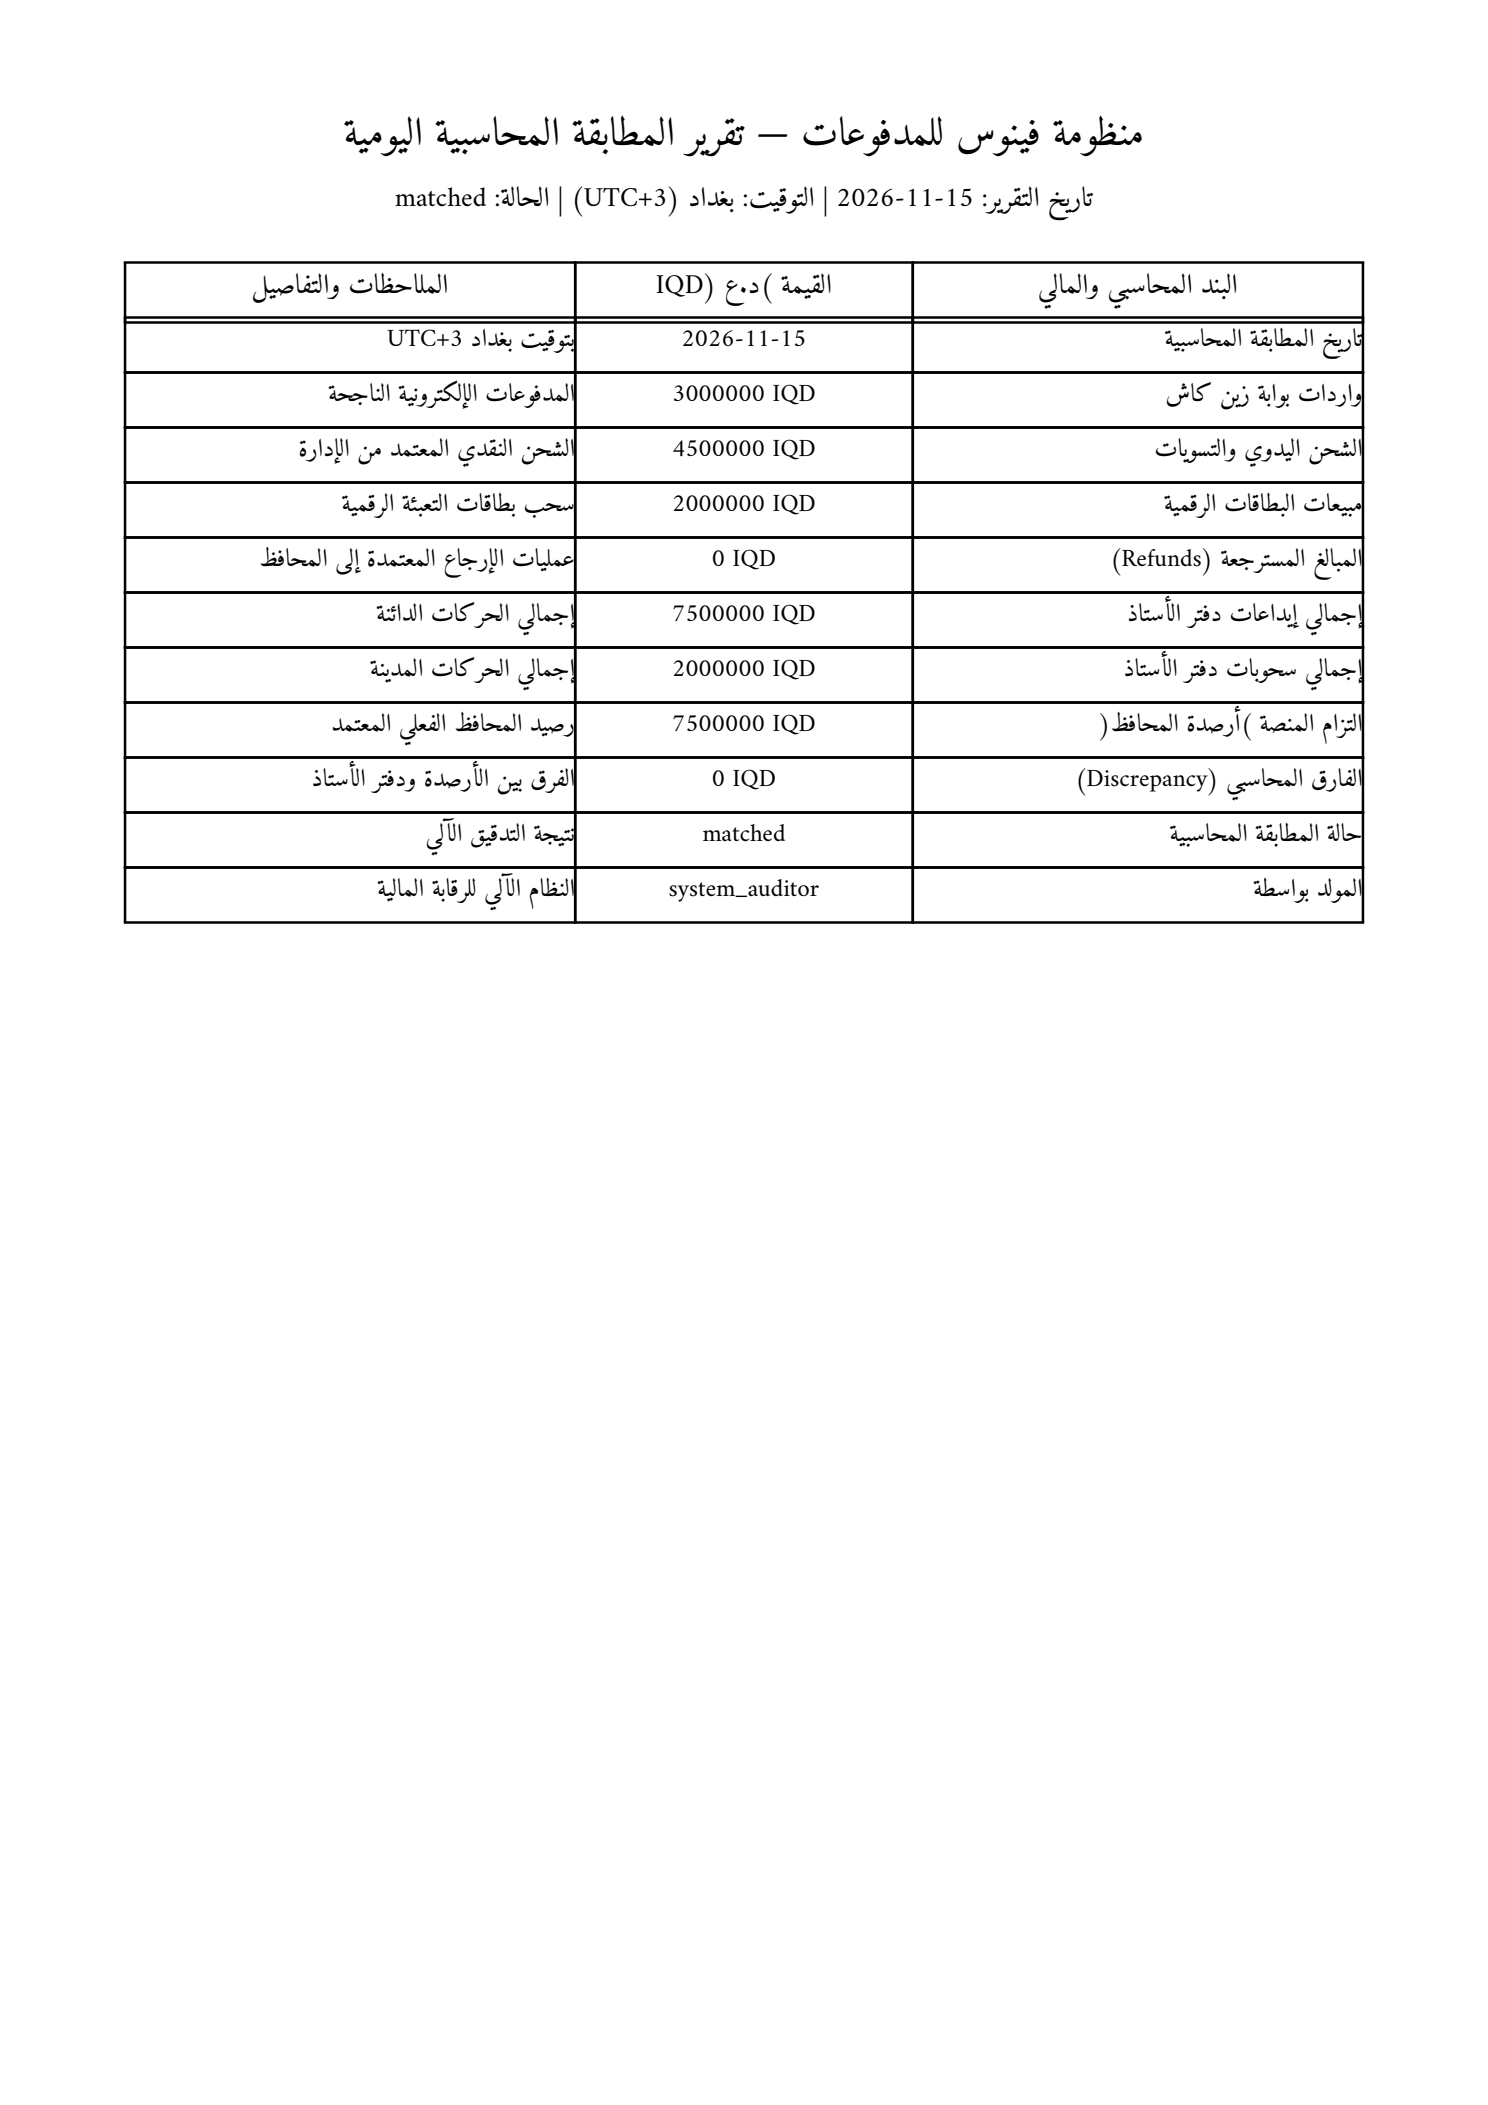 منظومة فينوس للمدفوعات — تقرير المطابقة المحاسبية اليومية
تاريخ التقرير: 2026-11-15 | التوقيت: بغداد (UTC+3) | الحالة: matched
البند المحاسبي والمالي | القيمة )د.ع (IQD | الملاحظات والتفاصيل
تاريخ المطابقة المحاسبية | 2026-11-15 | بتوقيت بغداد UTC+3
واردات بوابة زين كاش | 3000000 IQD | المدفوعات الإلكترونية الناجحة
الشحن اليدوي والتسويات | 4500000 IQD | الشحن النقدي المعتمد من الإدارة
مبيعات البطاقات الرقمية | 2000000 IQD | سحب بطاقات التعبئة الرقمية
المبالغ المسترجعة (Refunds) | 0 IQD | عمليات الإرجاع المعتمدة إلى المحافظ
إجمالي إيداعات دفتر الأستاذ | 7500000 IQD | إجمالي الحركات الدائنة
إجمالي سحوبات دفتر الأستاذ | 2000000 IQD | إجمالي الحركات المدينة
التزام المنصة )أرصدة المحافظ( | 7500000 IQD | رصيد المحافظ الفعلي المعتمد
الفارق المحاسبي (Discrepancy) | 0 IQD | الفرق بين الأرصدة ودفتر الأستاذ
حالة المطابقة المحاسبية | matched | نتيجة التدقيق الآلي
المولد بواسطة | system_auditor | النظام الآلي للرقابة المالية